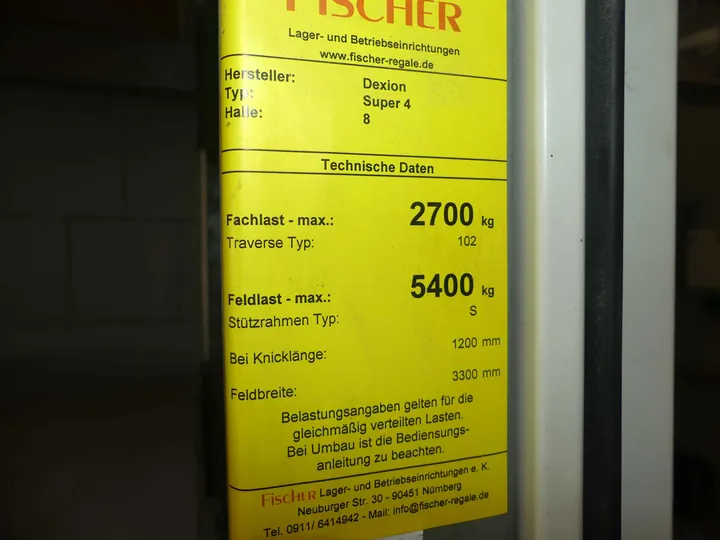 FISCHER
Lager- und Betriebseinrichtungen
www.fischer-regale.de
Hersteller: Dexion
Typ: Super 4
Halle: 8
Technische Daten
Fachlast - max.: 2700 kg
Traverse Typ: 102
Feldlast - max.: 5400 kg
Stützrahmen Typ: S
Bei Knicklänge: 1200 mm
Feldbreite: 3300 mm
Belastungsangaben gelten für die
gleichmäßig verteilten Lasten.
Bei Umbau ist die Bedienungs-
anleitung zu beachten.
FISCHER Lager- und Betriebseinrichtungen e. K.
Neuburger Str. 30 - 90451 Nürnberg
Tel. 0911/ 6414942 - Mail: info@fischer-regale.de